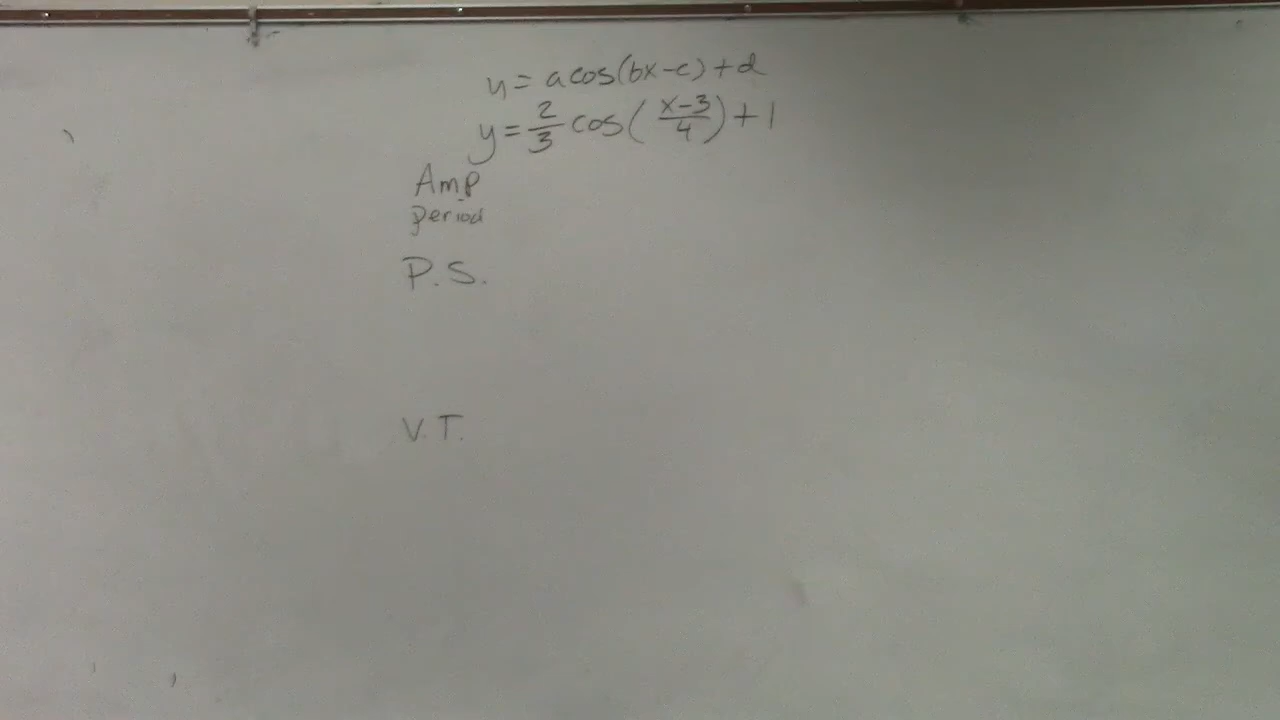 y = a cos(bx-c) + d
y = 2/3 cos( x-3/4 ) + 1
Amp
period
P.S.
V.T.